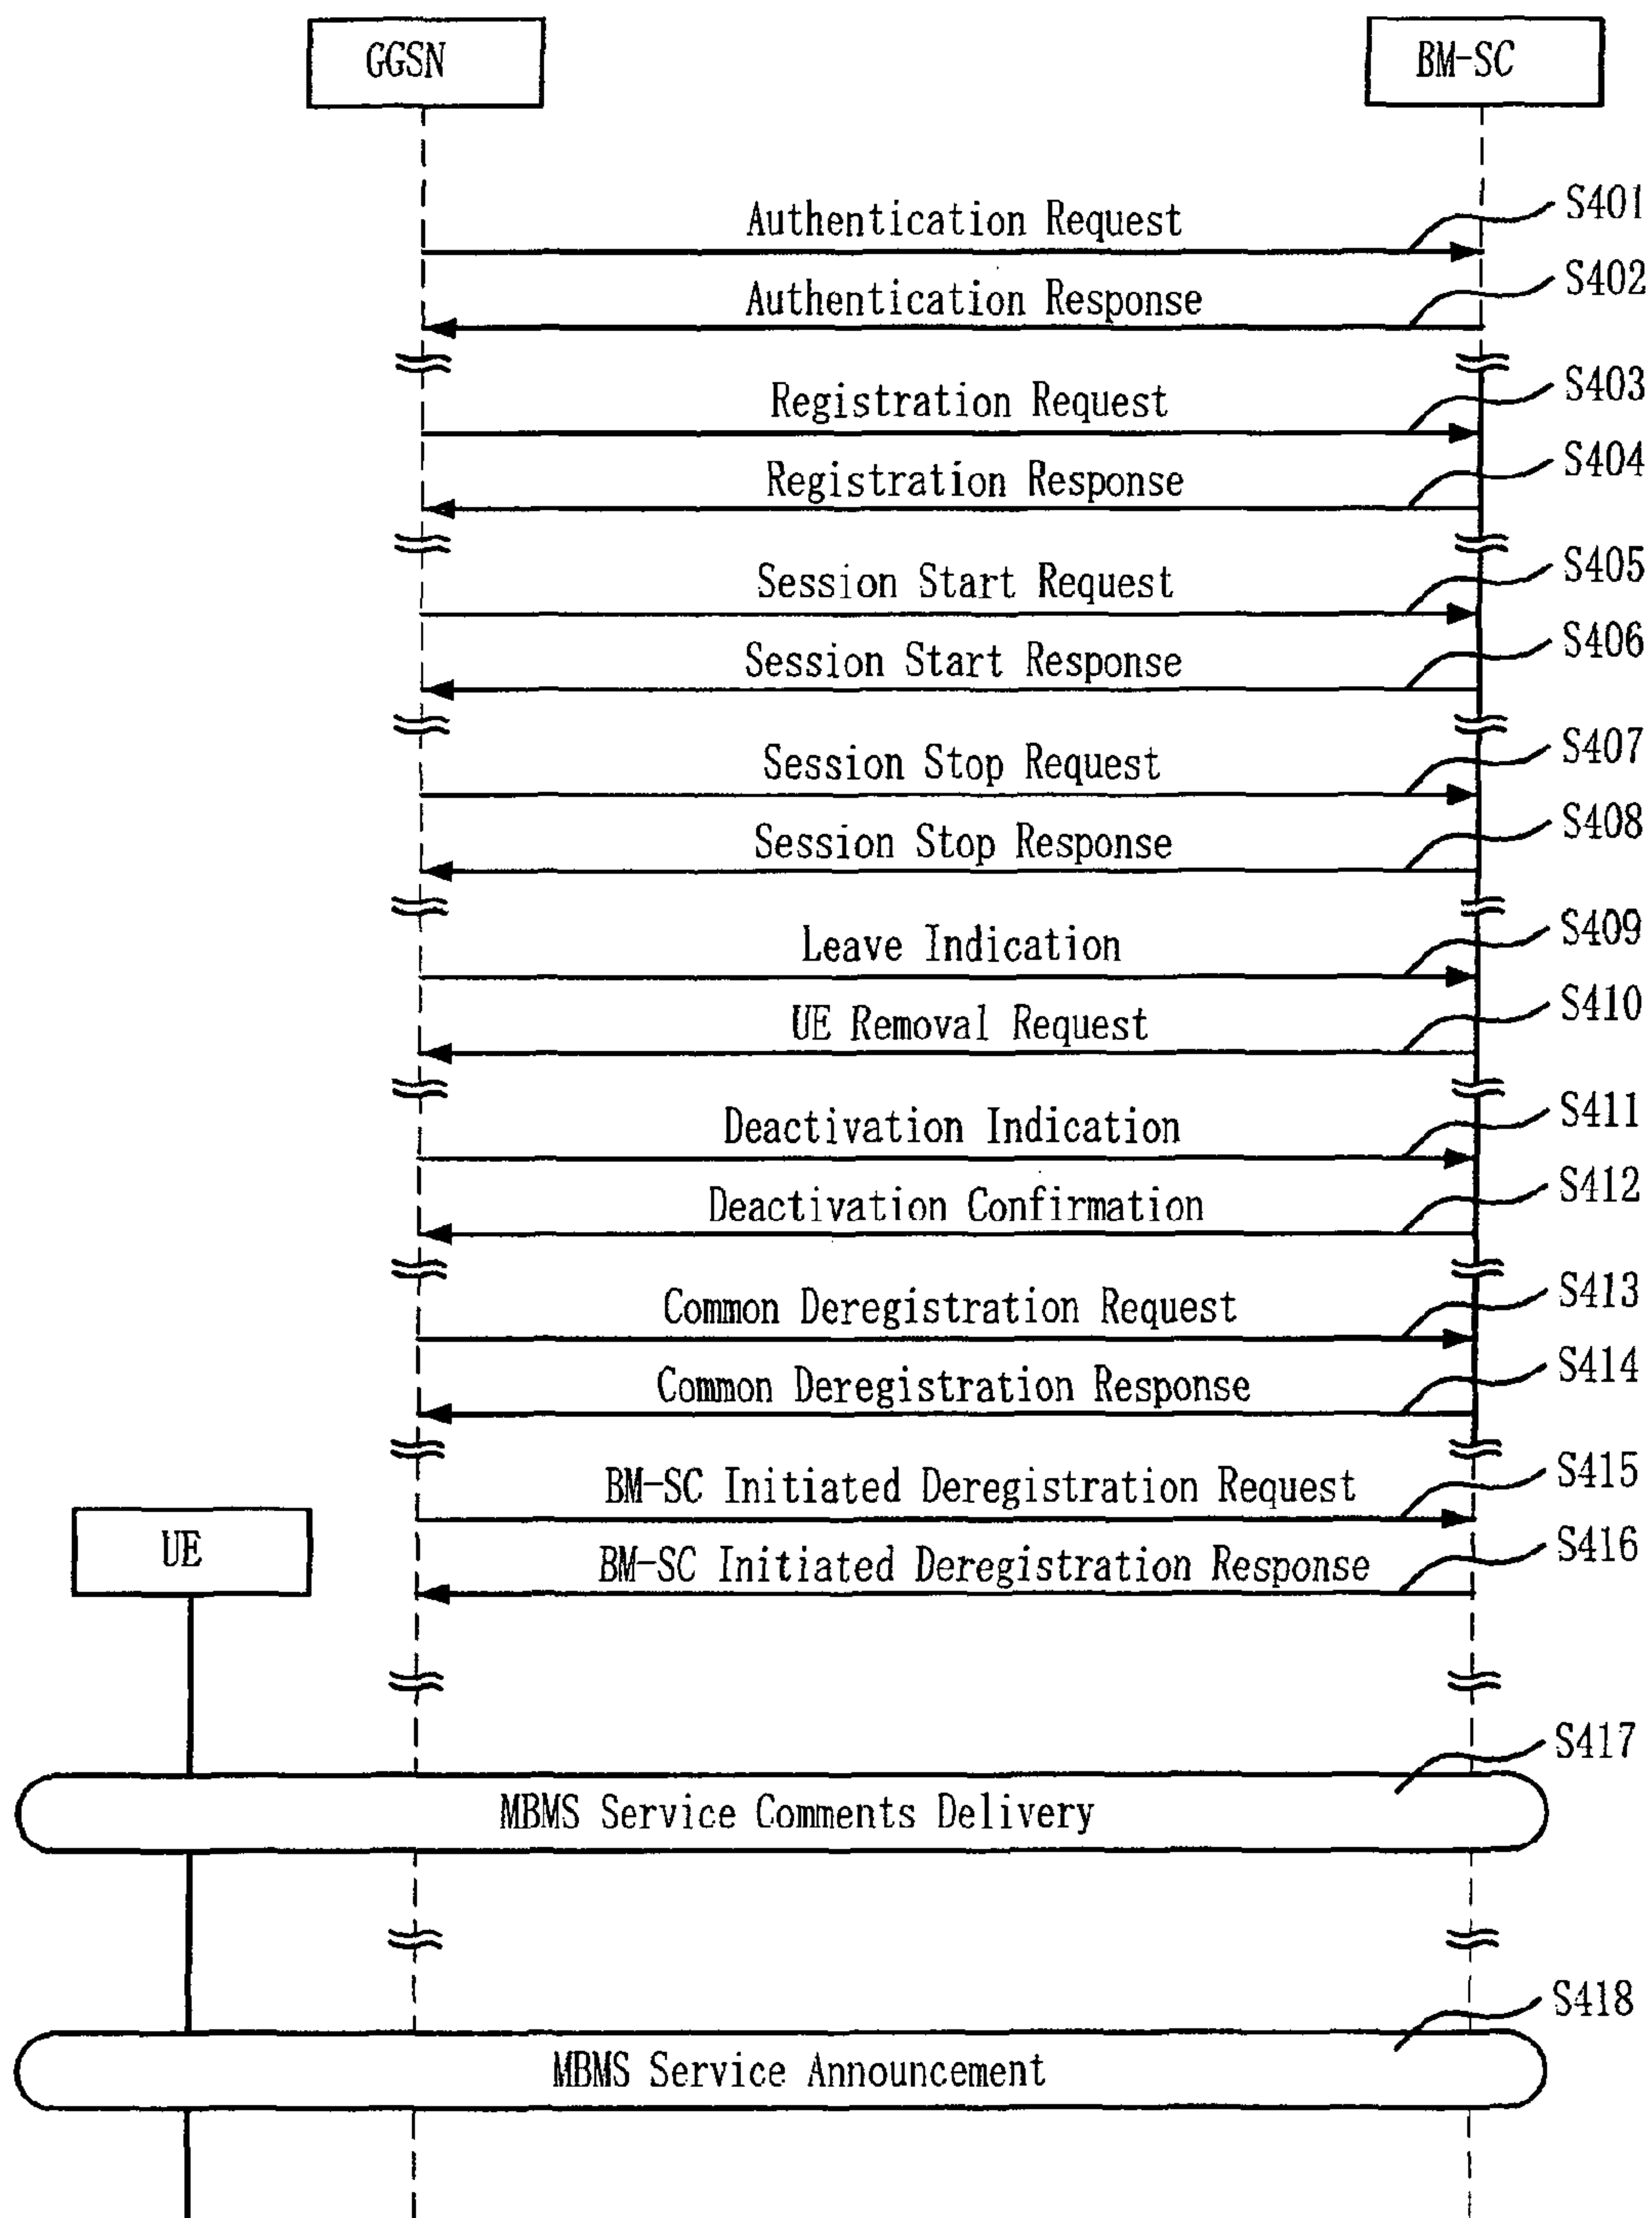 GGSN
BM-SC
Authentication Request
S401
Authentication Response
S402
Registration Request
S403
Registration Response
S404
Session Start Request
S405
Session Start Response
S406
Session Stop Request
S407
Session Stop Response
S408
Leave Indication
S409
UE Removal Request
S410
Deactivation Indication
S411
Deactivation Confirmation
S412
Common Deregistration Request
S413
Common Deregistration Response
S414
BM-SC Initiated Deregistration Request
S415
UE
BM-SC Initiated Deregistration Response
S416
S417
MBMS Service Comments Delivery
S418
MBMS Service Announcement